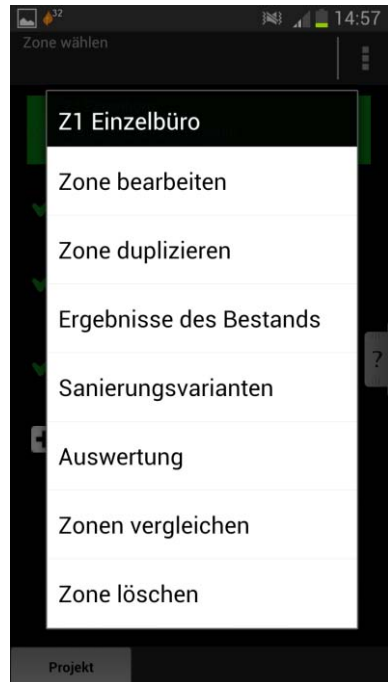 32
14:57
Zone wählen
Z1 Einzelbüro
Zone bearbeiten
Zone duplizieren
Ergebnisse des Bestands
?
Sanierungsvarianten
Auswertung
Zonen vergleichen
Zone löschen
Projekt